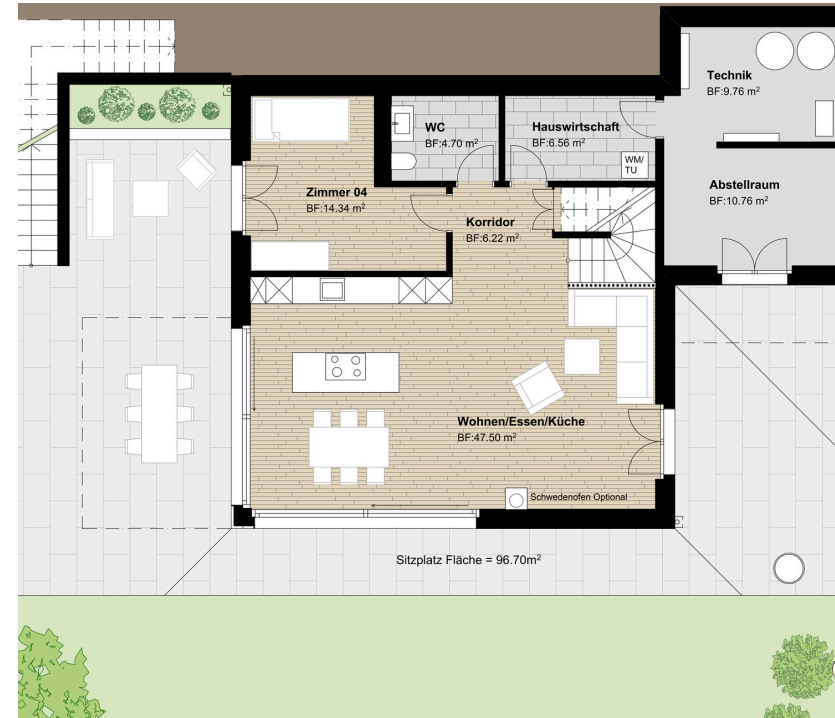 Technik
BF:9.76 m²
WC
BF:4.70 m²
Hauswirtschaft
BF:6.56 m²
WM/
TU
Zimmer 04
BF:14.34 m²
Abstellraum
BF:10.76 m²
Korridor
BF:6.22 m²
Wohnen/Essen/Küche
BF:47.50 m²
Schwedenofen Optional
Sitzplatz Fläche = 96.70m²